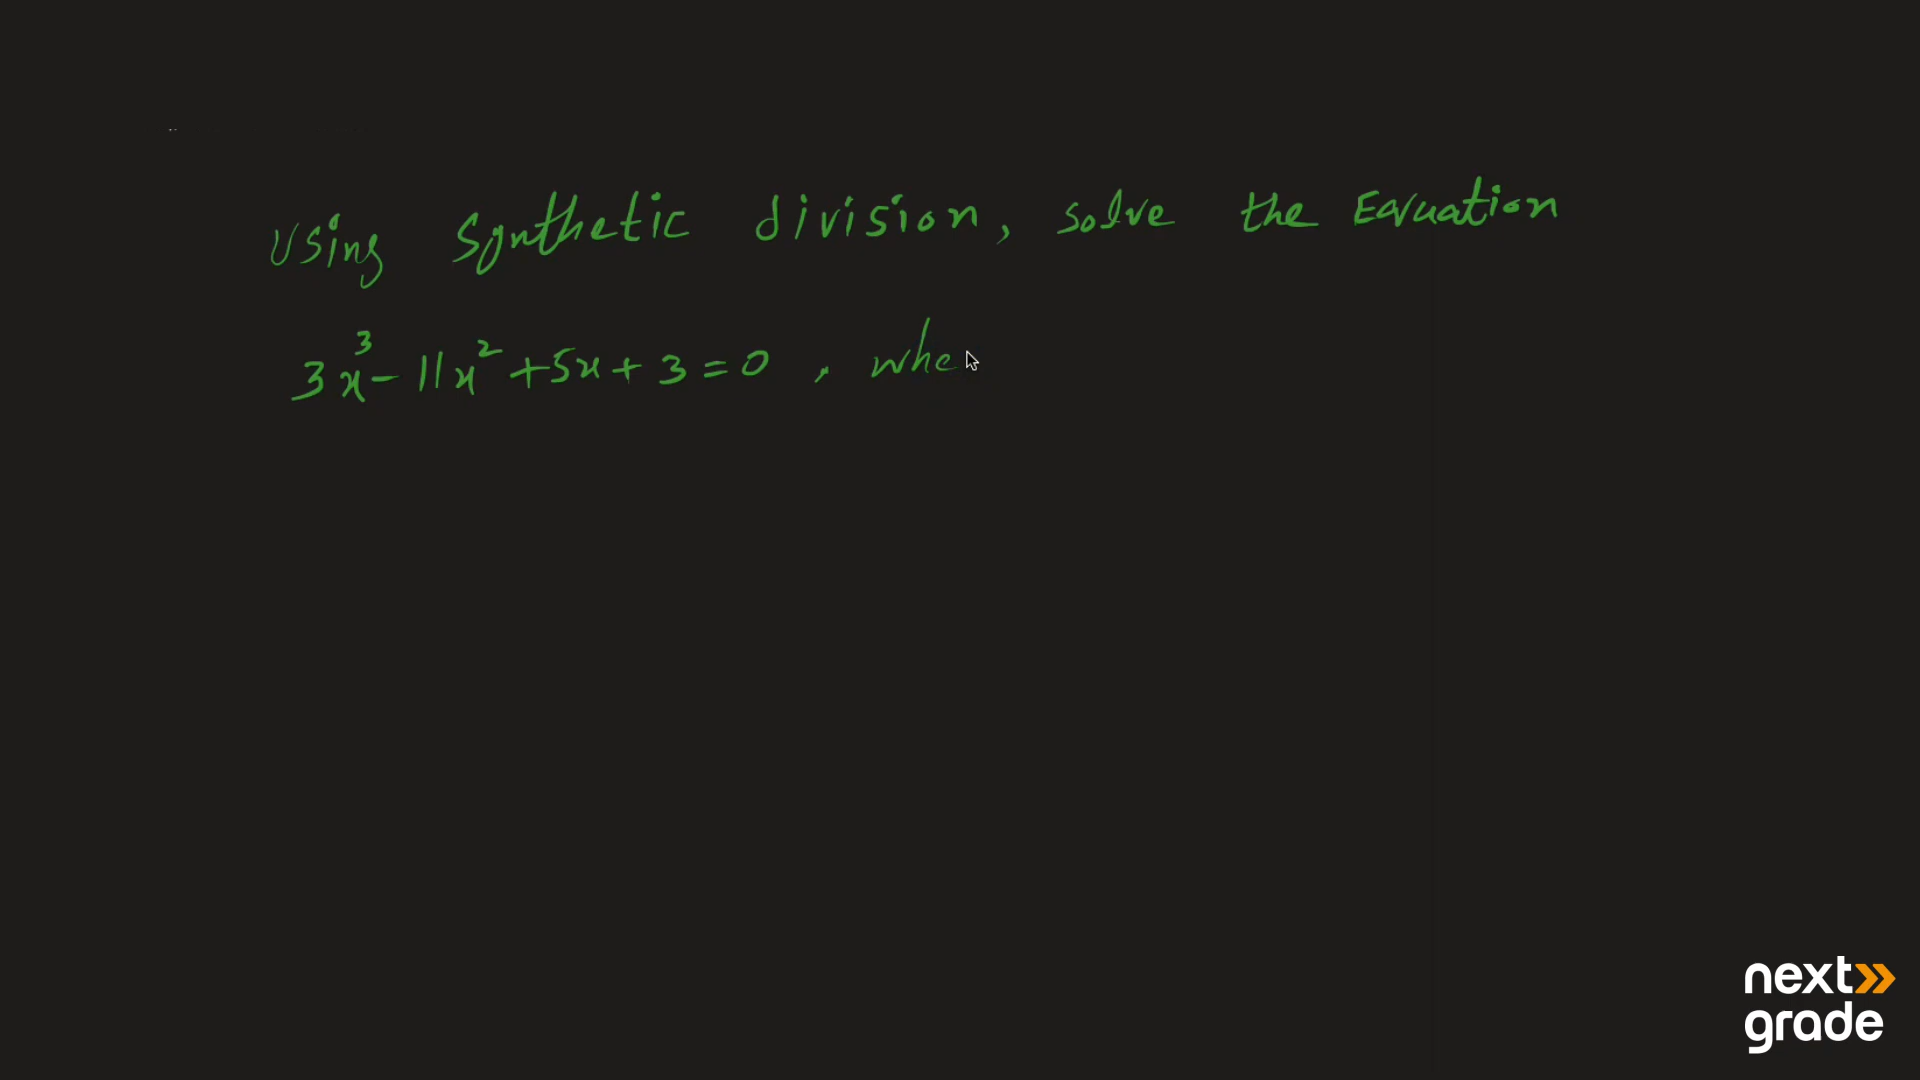 Using Synthetic division, solve the Equation
3x³ - 11x² + 5x + 3 = 0 , whe
next
grade